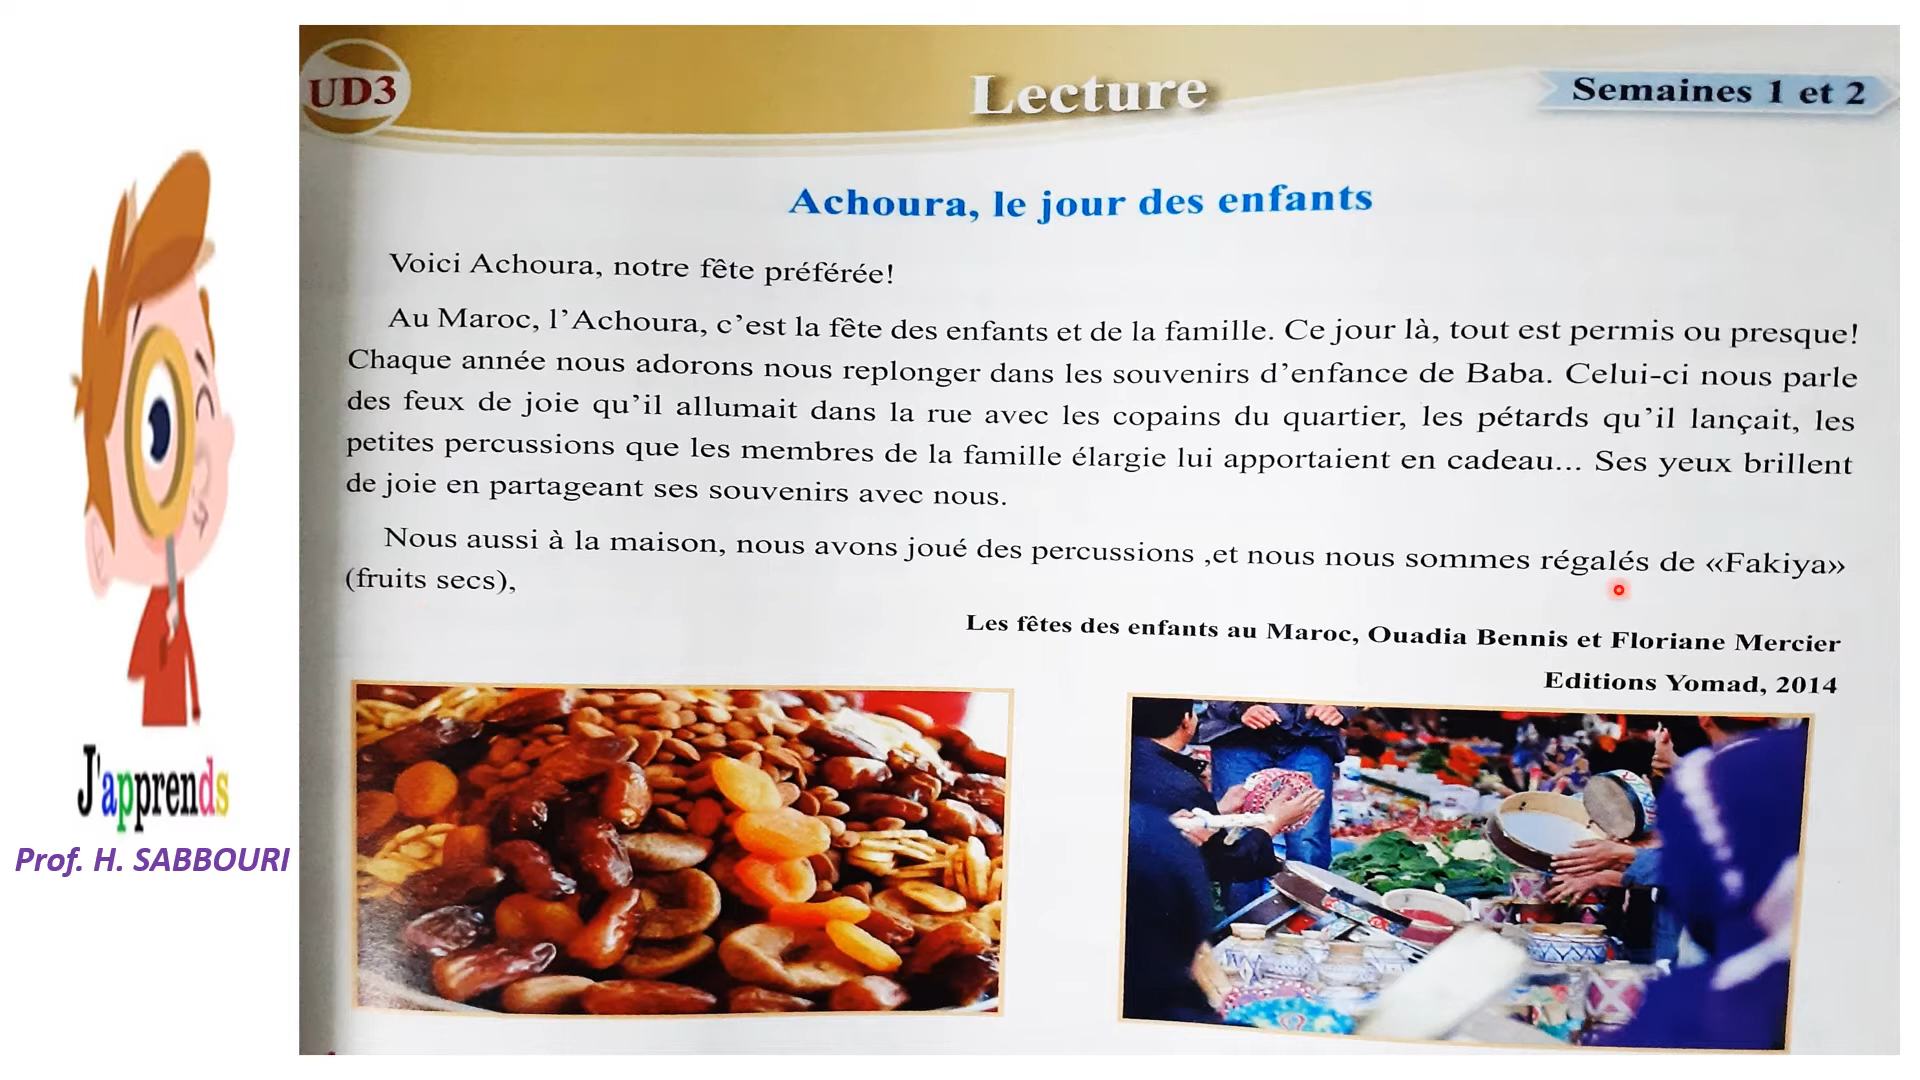 UD3
Lecture
Semaines 1 et 2
Achoura, le jour des enfants
Voici Achoura, notre fête préférée!
Au Maroc, l’Achoura, c’est la fête des enfants et de la famille. Ce jour là, tout est permis ou presque!
Chaque année nous adorons nous replonger dans les souvenirs d’enfance de Baba. Celui-ci nous parle
des feux de joie qu’il allumait dans la rue avec les copains du quartier, les pétards qu’il lançait, les
petites percussions que les membres de la famille élargie lui apportaient en cadeau... Ses yeux brillent
de joie en partageant ses souvenirs avec nous.
Nous aussi à la maison, nous avons joué des percussions ,et nous nous sommes régalés de «Fakiya»
(fruits secs),
Les fêtes des enfants au Maroc, Ouadia Bennis et Floriane Mercier
Editions Yomad, 2014
J'apprends
Prof. H. SABBOURI